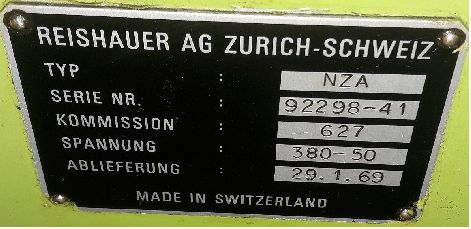 REISHAUER AG ZURICH-SCHWEIZ
TYP : NZA
SERIE NR. : 92298-41
KOMMISSION : 627
SPANNUNG : 380-50
ABLIEFERUNG : 29.1.69
MADE IN SWITZERLAND